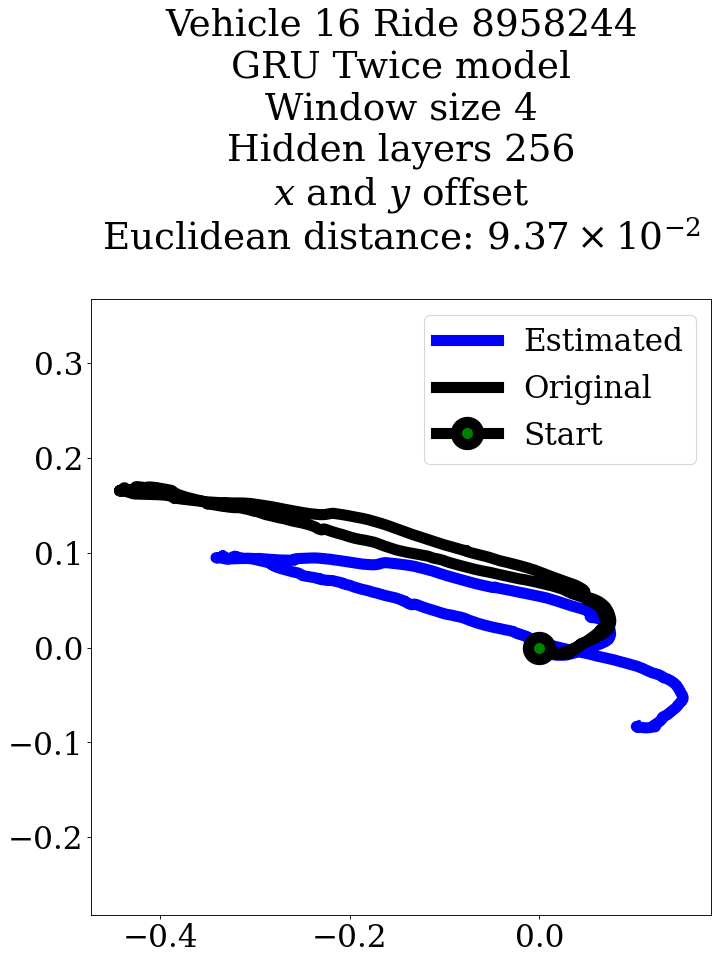 Vehicle 16 Ride 8958244
GRU Twice model
Window size 4
Hidden layers 256
x and y offset
Euclidean distance: 9.37 × 10⁻²
Estimated
Original
Start
0.3
0.2
0.1
0.0
−0.1
−0.2
−0.4 −0.2 0.0